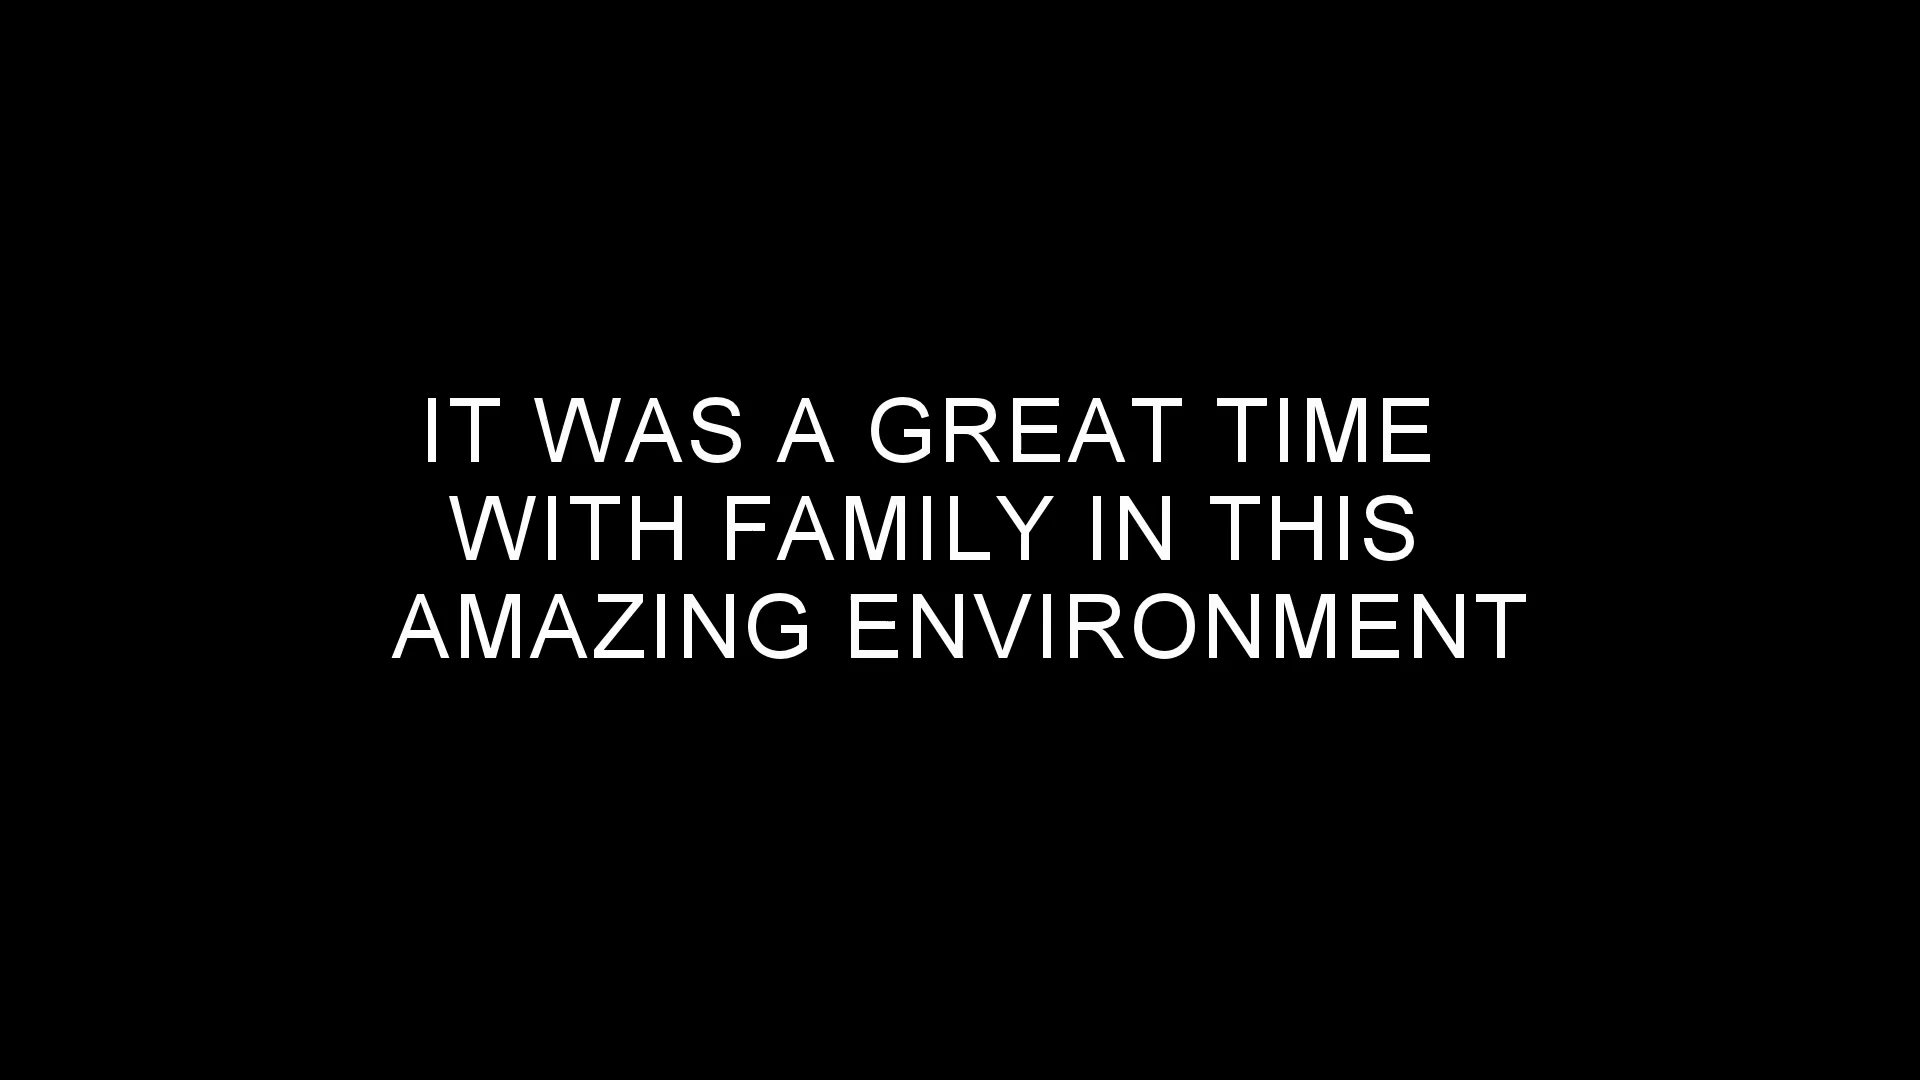 IT WAS A GREAT TIME
WITH FAMILY IN THIS
AMAZING ENVIRONMENT